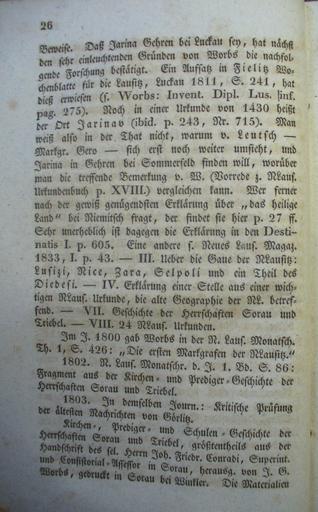 26
Beweise. Daß Jarina Gehren bei Luckau sey, hat nächst
den sehr einleuchtenden Gründen von Worbs die nachfol-
gende Forschung bestätigt. Ein Aufsatz in Fielitz Wo-
chenblatte für die Lausitz, Luckau 1811, S. 241, hat
dieß erwiesen (s. Worbs: Invent. Dipl. Lus. inf.
pag. 275). Noch in einer Urkunde von 1430 heißt
der Ort Jarinav (ibid. p. 243, Nr. 715). Man
weiß also in der That nicht, warum v. Leutsch —
Markgr. Gero — sich erst noch weiter umsieht, und
Jarina in Gehren bei Sommerfeld finden will, worüber
man die treffende Bemerkung v. W. (Vorrede z. NLaus.
Urkundenbuch p. XVIII.) vergleichen kann. Wer ferner
nach der gewiß genügendsten Erklärung über „das heilige
Land“ bei Niemitsch fragt, der findet sie hier p. 27 ff.
Sehr unerheblich ist dagegen die Erklärung in den Desti-
natis I. p. 605. Eine andere s. Neues Laus. Magaz.
1833, I. p. 43. — III. Ueber die Gaue der NLausitz:
Lusizi, Nice, Zara, Selpoli und ein Theil des
Diedesi. — IV. Erklärung einer Stelle aus einer wich-
tigen NLaus. Urkunde, die alte Geographie der NL. betref-
fend. — VII. Geschichte der Herrschaften Sorau und
Triebel. — VIII. 24 NLaus. Urkunden.
Im J. 1800 gab Worbs in der N. Laus. Monatsch.
Th. 1, S. 426: „Die ersten Markgrafen der NLausitz.“
1802. N. Laus. Monatschr. d. J. 1. Bd. S. 86:
Fragment aus der Kirchen- und Prediger-Geschichte der
Herrschaften Sorau und Triebel.
1803. In demselben Journ.: Kritische Prüfung
der ältesten Nachrichten von Görlitz.
Kirchen-, Prediger- und Schulen-Geschichte der
Herrschaften Sorau und Triebel, größtentheils aus der
Handschrift des sel. Herrn Joh. Friedr. Conradi, Superint.
und Consistorial-Assessor in Sorau, herausg. von J. G.
Worbs, gedruckt in Sorau bei Winkler. Die Materialien